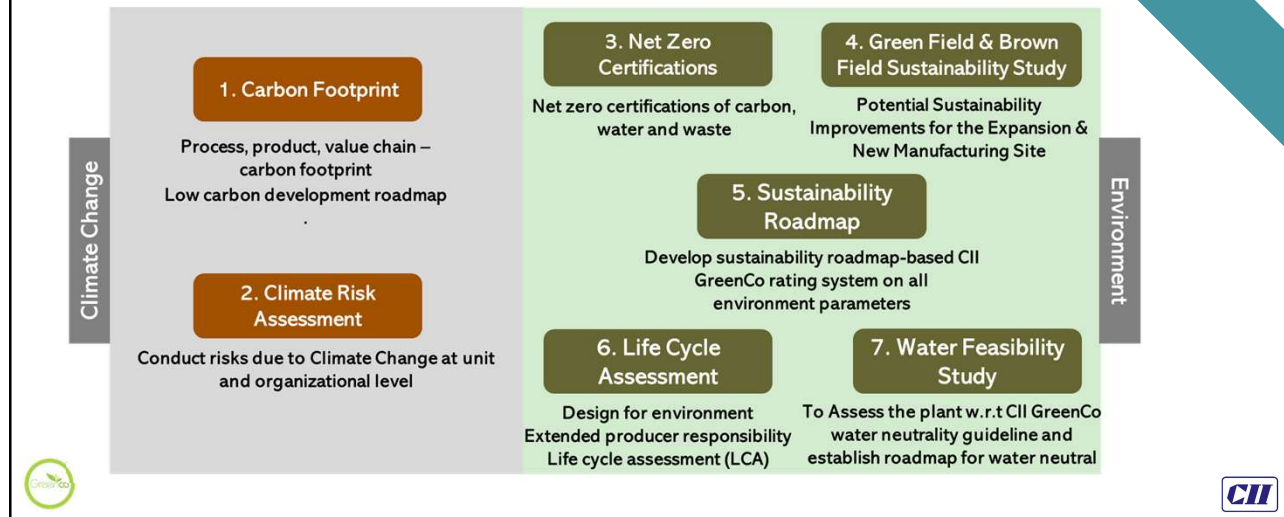 Climate Change
1. Carbon Footprint
Process, product, value chain –
carbon footprint
Low carbon development roadmap
.
2. Climate Risk
Assessment
Conduct risks due to Climate Change at unit
and organizational level
3. Net Zero
Certifications
Net zero certifications of carbon,
water and waste
4. Green Field & Brown
Field Sustainability Study
Potential Sustainability
Improvements for the Expansion &
New Manufacturing Site
5. Sustainability
Roadmap
Develop sustainability roadmap-based CII
GreenCo rating system on all
environment parameters
6. Life Cycle
Assessment
Design for environment
Extended producer responsibility
Life cycle assessment (LCA)
7. Water Feasibility
Study
To Assess the plant w.r.t CII GreenCo
water neutrality guideline and
establish roadmap for water neutral
Environment
Greenco
CII